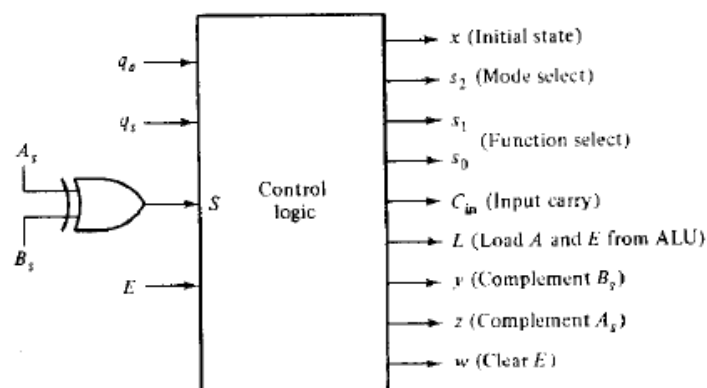 x (Initial state)
q_a
s_2 (Mode select)
q_s
s_1
(Function select)
s_0
A_s
S
Control
logic
C_in (Input carry)
L (Load A and E from ALU)
B_s
E
y (Complement B_s)
z (Complement A_s)
w (Clear E)